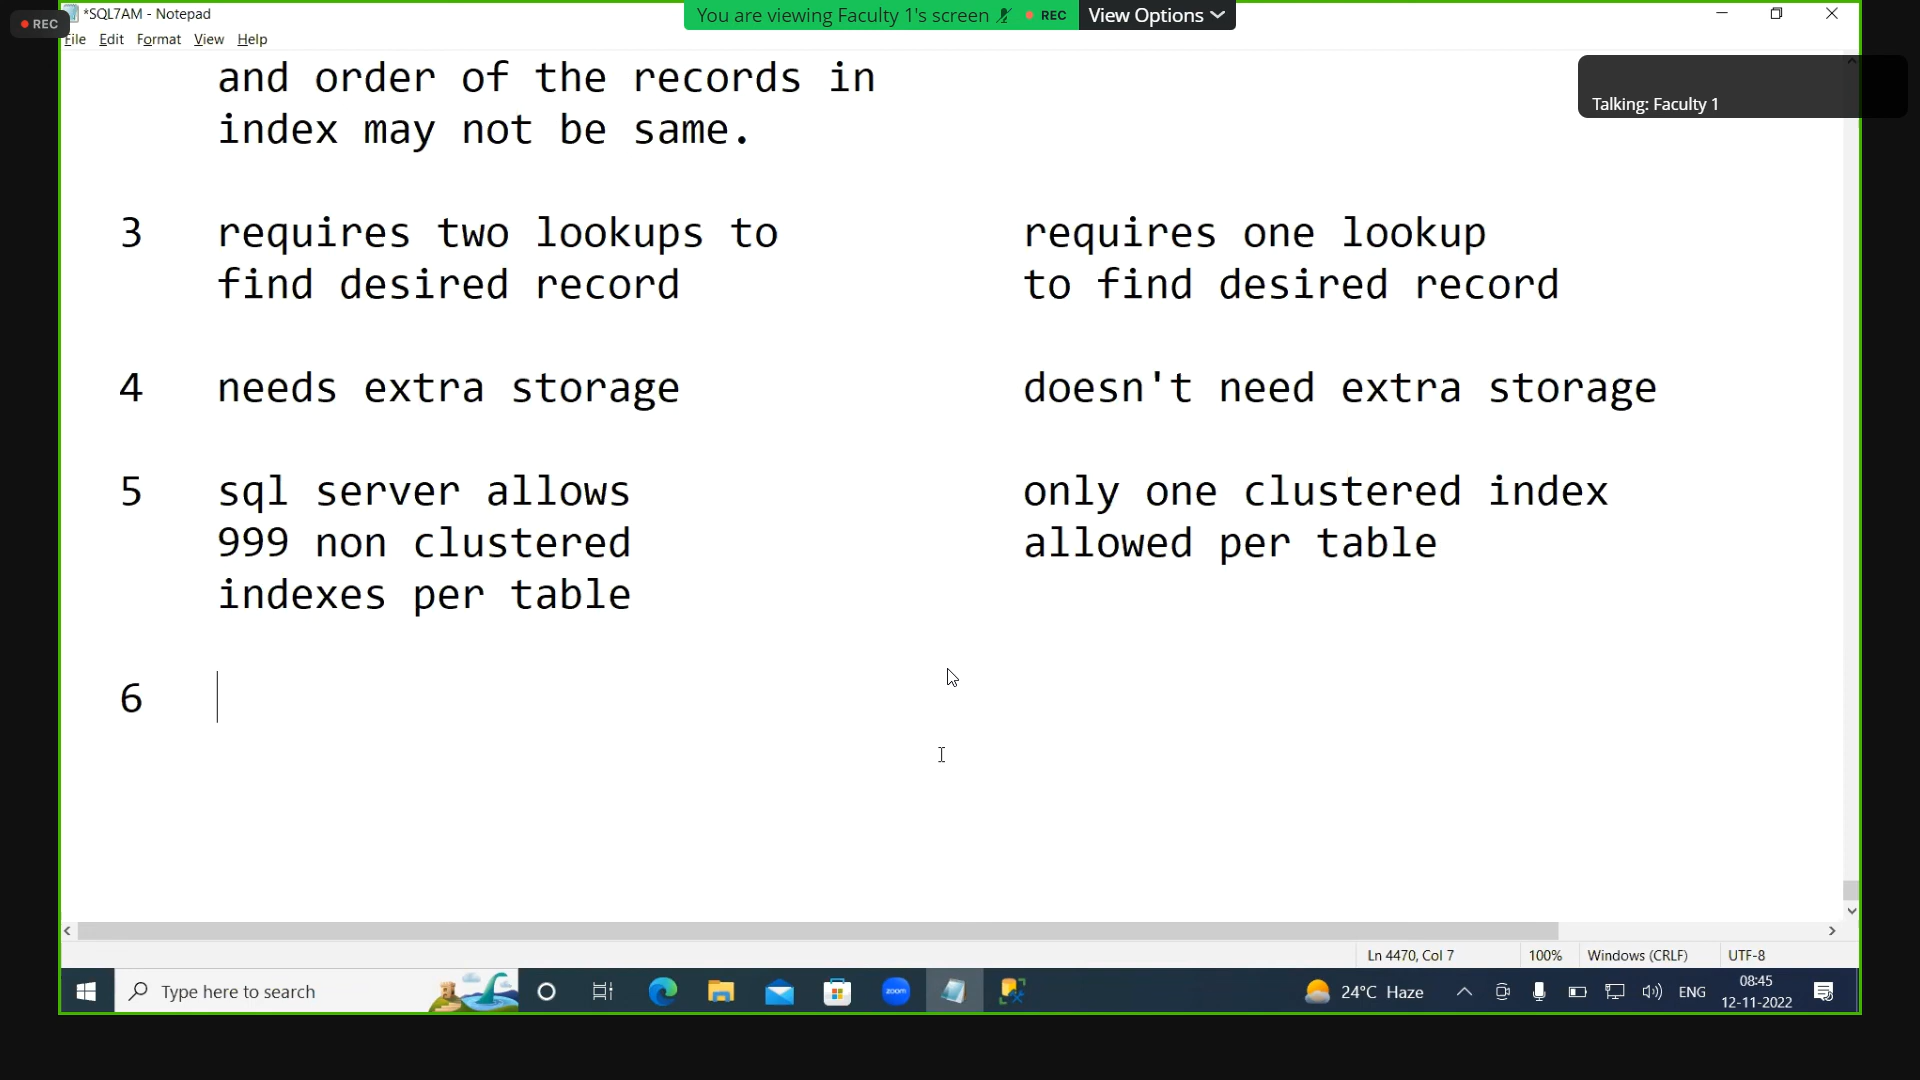 REC
*SQL7AM - Notepad
You are viewing Faculty 1's screen REC View Options
File Edit Format View Help
Talking: Faculty 1
and order of the records in
index may not be same.
3 requires two lookups to requires one lookup
find desired record to find desired record
4 needs extra storage doesn't need extra storage
5 sql server allows only one clustered index
999 non clustered allowed per table
indexes per table
6
Ln 4470, Col 7 100% Windows (CRLF) UTF-8
Type here to search zoom 24°C Haze ENG 08:45
12-11-2022